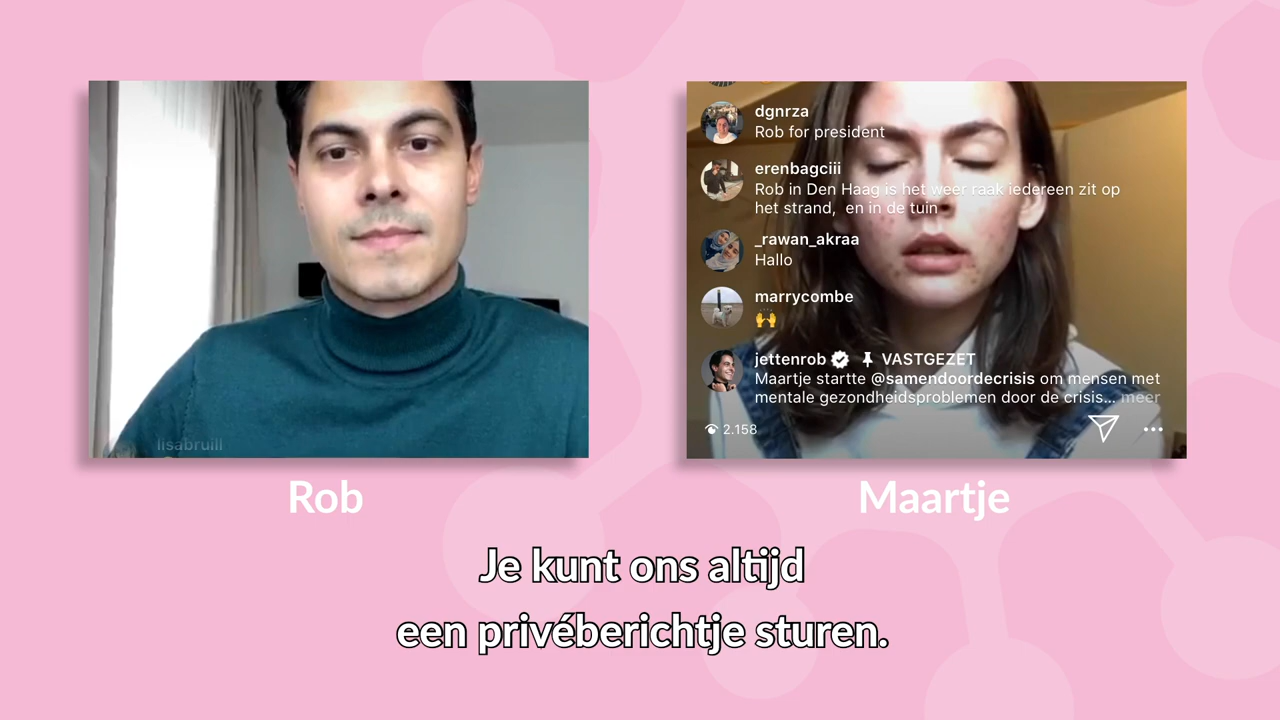 lisabruill
dgnrza
Rob for president
erenbagciii
Rob in Den Haag is het weer raak iedereen zit op
het strand, en in de tuin
_rawan_akraa
Hallo
marrycombe
🙌
jettenrob VASTGEZET
Maartje startte @samendoordecrisis om mensen met
mentale gezondheidsproblemen door de crisis... meer
2.158
Rob
Maartje
Je kunt ons altijd
een privéberichtje sturen.